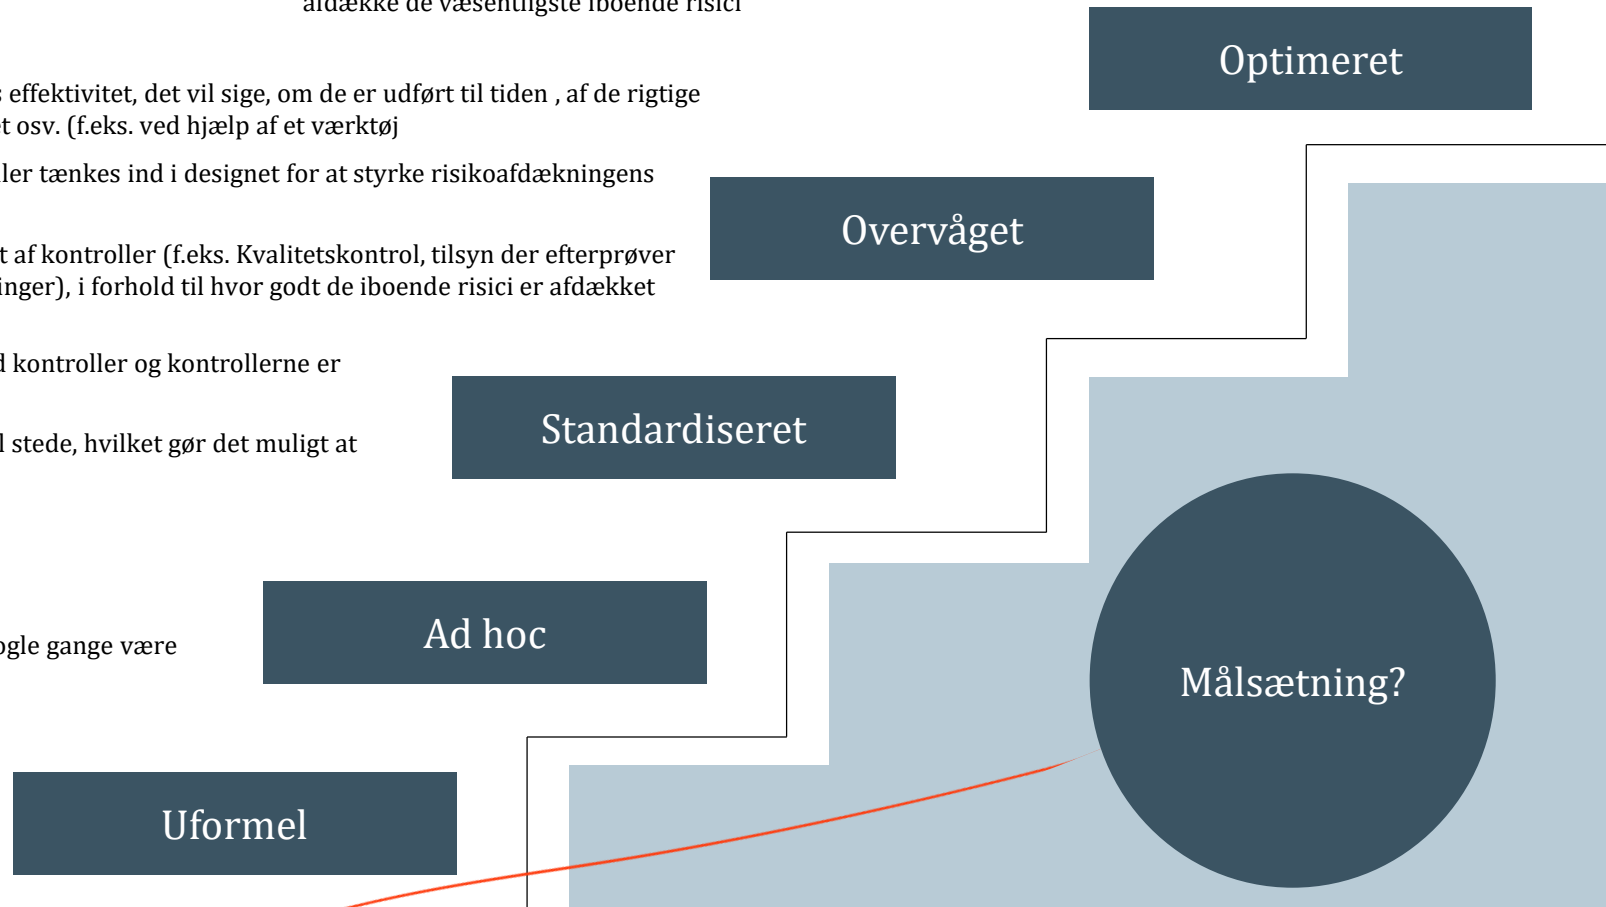 afdække de væsentligste iboende risici
Optimeret
effektivitet, det vil sige, om de er udført til tiden , af de rigtige
osv. (f.eks. ved hjælp af et værktøj
tænkes ind i designet for at styrke risikoafdækningens
Overvåget
af kontroller (f.eks. Kvalitetskontrol, tilsyn der efterprøver
i forhold til hvor godt de iboende risici er afdækket
kontroller og kontrollerne er
Standardiseret
stede, hvilket gør det muligt at
Ad hoc
gange være
Målsætning?
Uformel